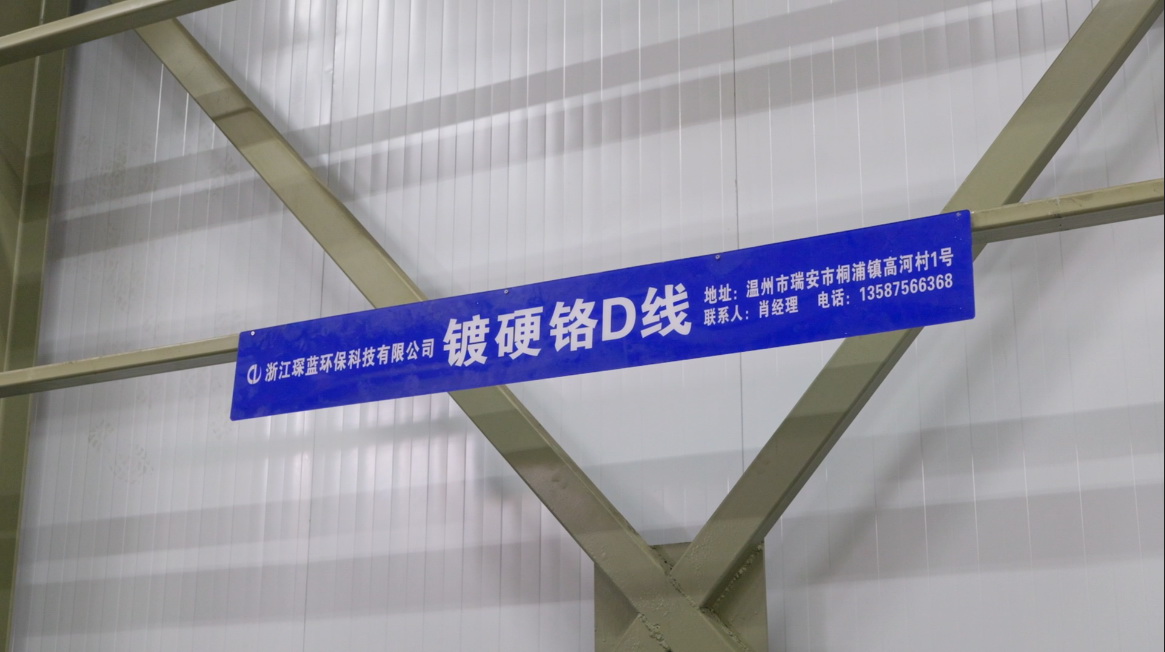 浙江琛蓝环保科技有限公司
镀硬铬D线
地址：温州市瑞安市桐浦镇高河村1号
联系人：肖经理 电话：13587566368